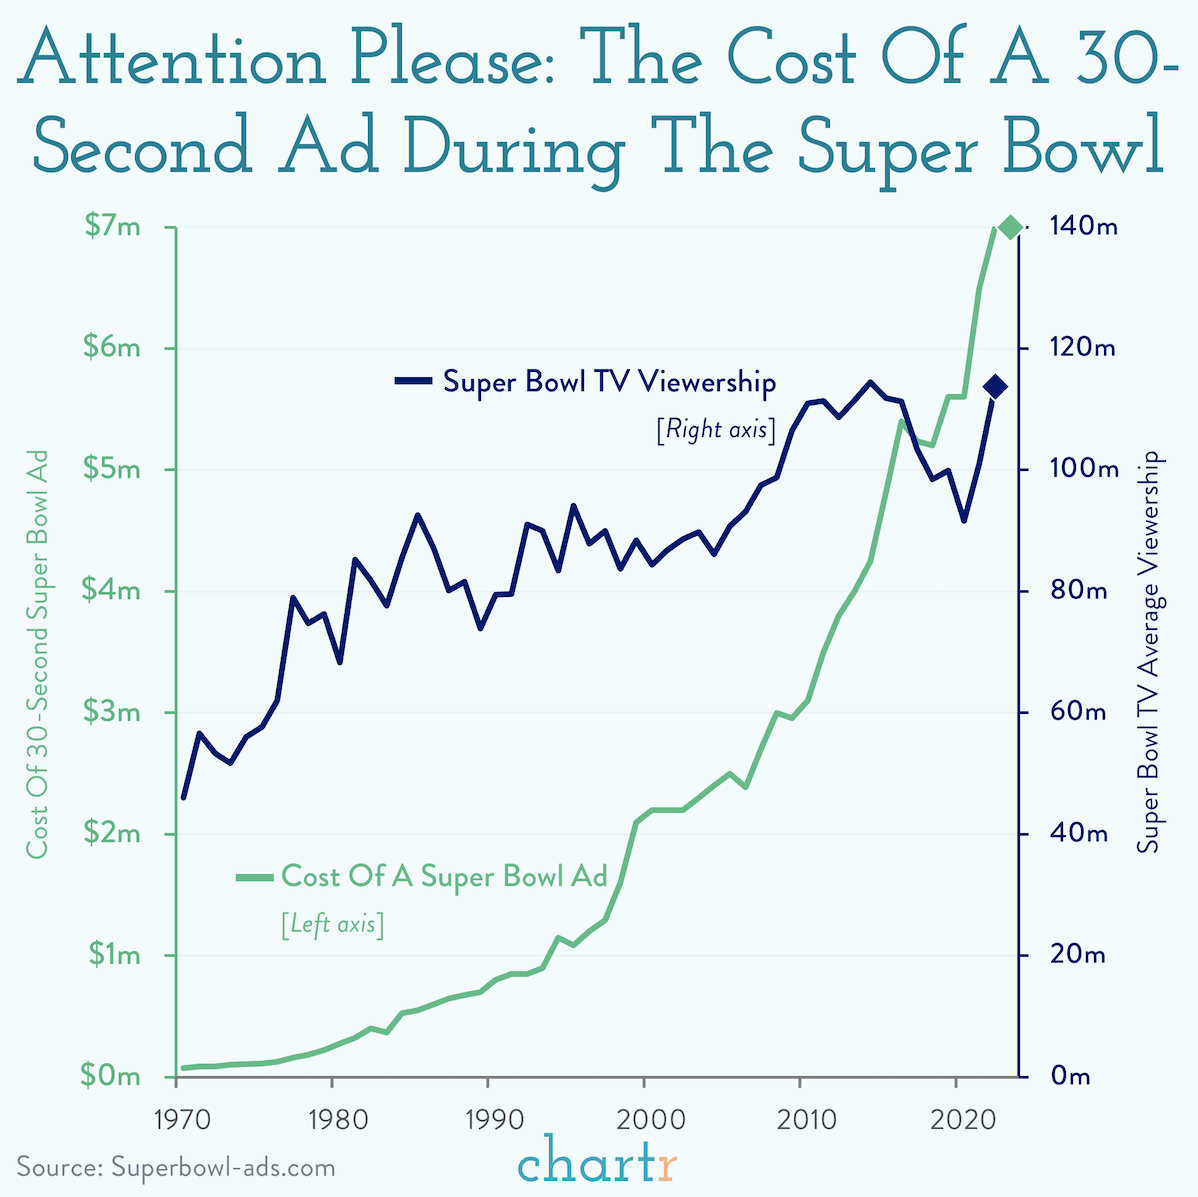 Attention Please: The Cost Of A 30-
Second Ad During The Super Bowl
$7m
140m
$6m
120m
Super Bowl TV Viewership
[Right axis]
$5m
100m
$4m
80m
$3m
60m
$2m
40m
Cost Of A Super Bowl Ad
[Left axis]
$1m
20m
$0m
0m
Cost Of 30-Second Super Bowl Ad
Super Bowl TV Average Viewership
1970
1980
1990
2000
2010
2020
Source: Superbowl-ads.com
chartr